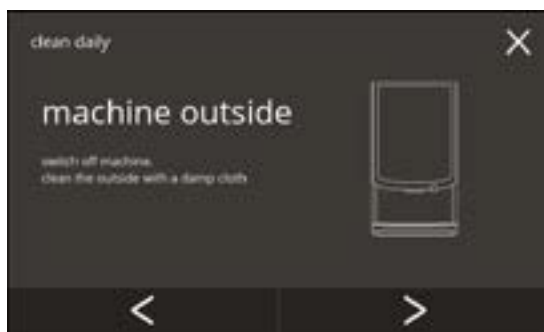 clean daily
machine outside
switch off machine.
clean the outside with a damp cloth